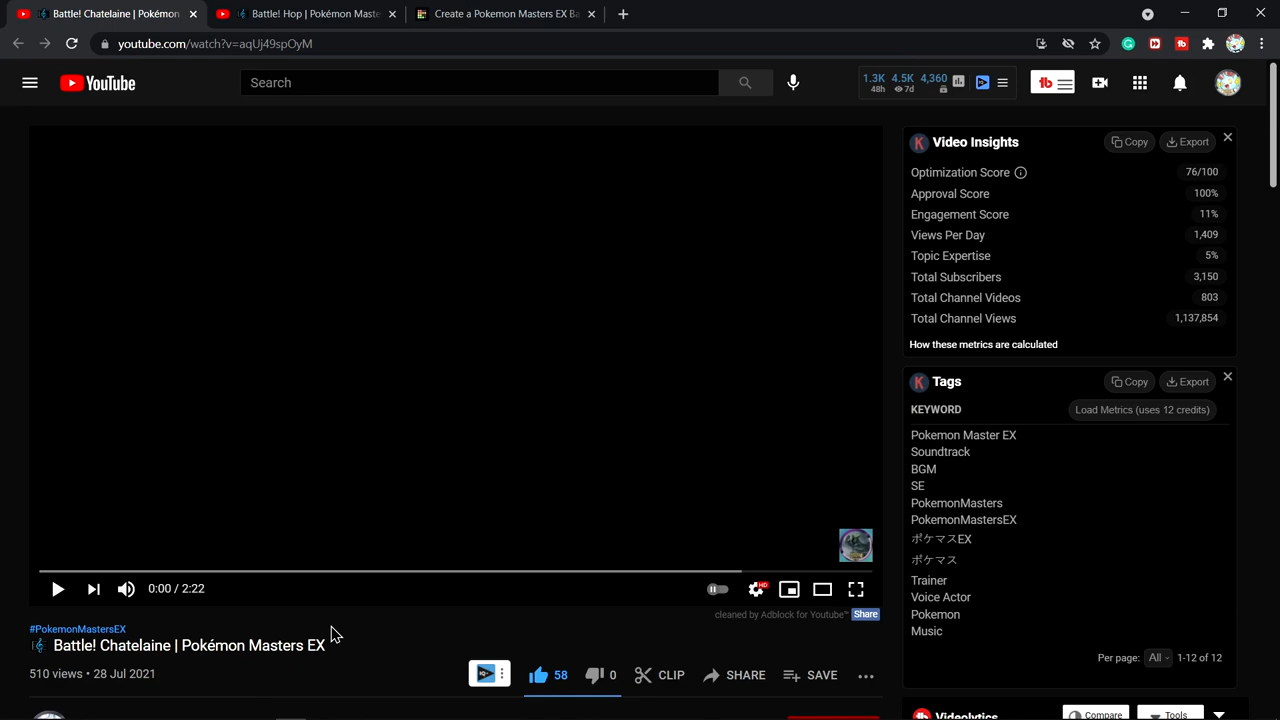 Battle! Chatelaine | Pokémon
Battle! Hop | Pokémon Maste
Create a Pokemon Masters EX Ba
youtube.com/watch?v=aqUj49spOyM
YouTube
Search
1.3K 4.5K 4,360
48h 7d
Video Insights
Copy
Export
Optimization Score 76/100
Approval Score 100%
Engagement Score 11%
Views Per Day 1,409
Topic Expertise 5%
Total Subscribers 3,150
Total Channel Videos 803
Total Channel Views 1,137,854
How these metrics are calculated
Tags
Copy
Export
KEYWORD
Load Metrics (uses 12 credits)
Pokemon Master EX
Soundtrack
BGM
SE
PokemonMasters
PokemonMastersEX
ポケマスEX
ポケマス
Trainer
Voice Actor
Pokemon
Music
Per page: All 1-12 of 12
Videolytics
Compare
Tools
0:00 / 2:22
HD
cleaned by Adblock for Youtube™ Share
#PokemonMastersEX
Battle! Chatelaine | Pokémon Masters EX
510 views • 28 Jul 2021
58
0
CLIP
SHARE
SAVE